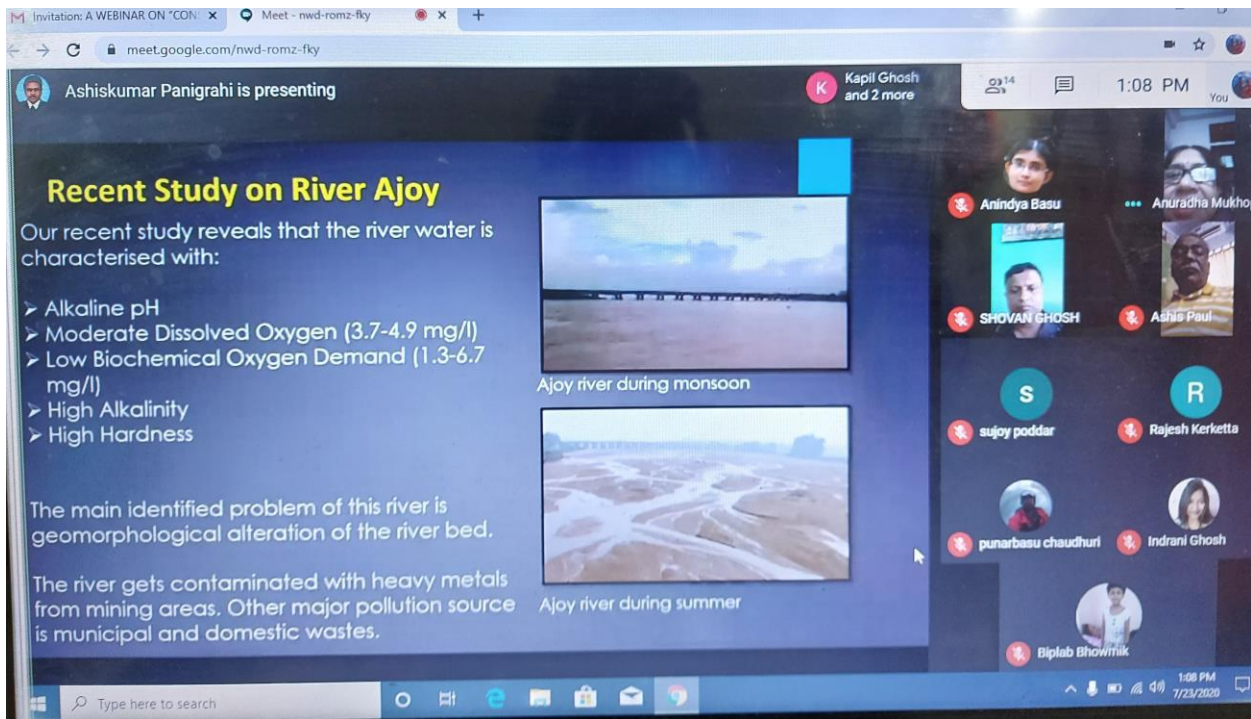 Invitation: A WEBINAR ON "CON
Meet - nwd-romz-fky
meet.google.com/nwd-romz-fky
Ashiskumar Panigrahi is presenting
K
Kapil Ghosh
and 2 more
14
1:08 PM
You
Recent Study on River Ajoy
Our recent study reveals that the river water is
characterised with:
➢ Alkaline pH
➢ Moderate Dissolved Oxygen (3.7-4.9 mg/l)
➢ Low Biochemical Oxygen Demand (1.3-6.7
mg/l)
➢ High Alkalinity
➢ High Hardness
The main identified problem of this river is
geomorphological alteration of the river bed.
The river gets contaminated with heavy metals
from mining areas. Other major pollution source
is municipal and domestic wastes.
Ajoy river during monsoon
Ajoy river during summer
Anindya Basu
Anuradha Mukho
SHOVAN GHOSH
Ashis Paul
S
sujoy poddar
R
Rajesh Kerketta
punarbasu chaudhuri
Indrani Ghosh
Biplab Bhowmik
Type here to search
1:08 PM
7/23/2020